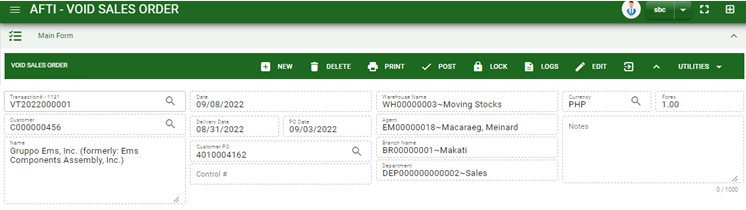 AFTI - VOID SALES ORDER
sbc
Main Form
VOID SALES ORDER
NEW DELETE PRINT POST LOCK LOGS EDIT UTILITIES
Transaction# - 1131
VT2022000001
Customer
C000000456
Name
Gruppo Ems, Inc. (formerly: Ems
Components Assembly, Inc.)
Date
09/08/2022
Delivery Date
08/31/2022
PO Date
09/03/2022
Customer PO
4010004162
Control #
Warehouse Name
WH00000003~Moving Stocks
Agent
EM00000018~Macaraeg, Meinard
Branch Name
BR00000001~Makati
Department
DEP000000000002~Sales
Currency
PHP
Forex
1.00
Notes
0 / 1000